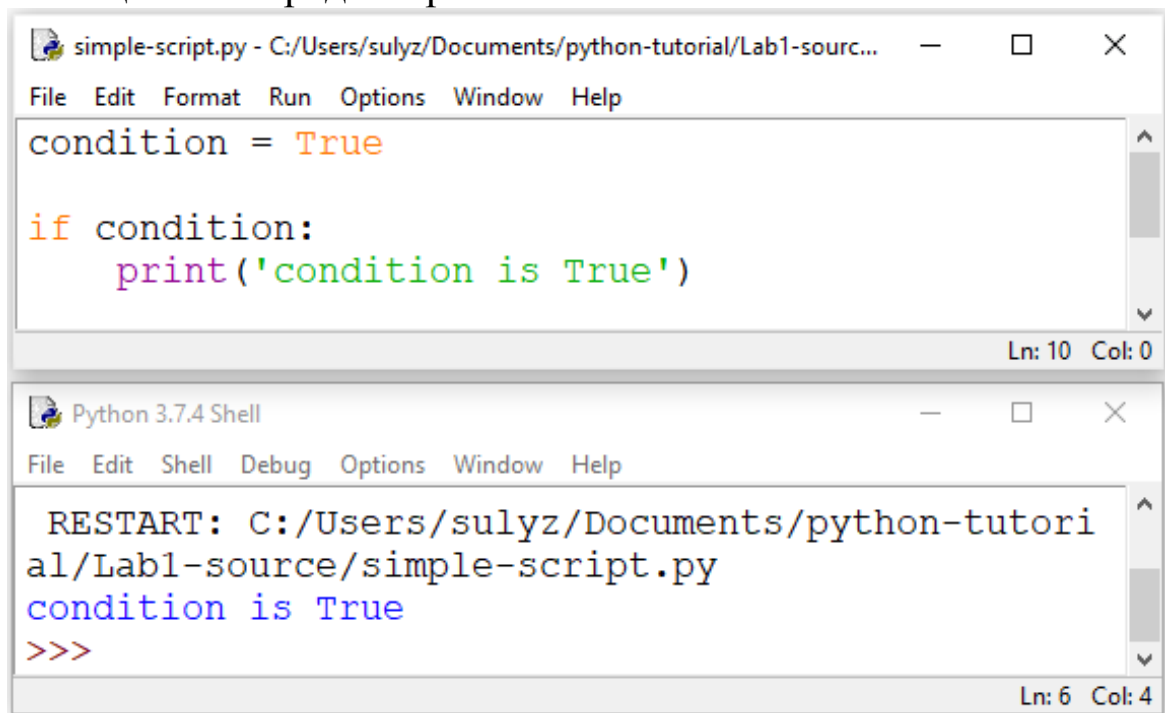 simple-script.py - C:/Users/sulyz/Documents/python-tutorial/Lab1-sourc...
File Edit Format Run Options Window Help
condition = True
if condition:
    print('condition is True')
Ln: 10 Col: 0
Python 3.7.4 Shell
File Edit Shell Debug Options Window Help
RESTART: C:/Users/sulyz/Documents/python-tutori
al/Lab1-source/simple-script.py
condition is True
>>>
Ln: 6 Col: 4